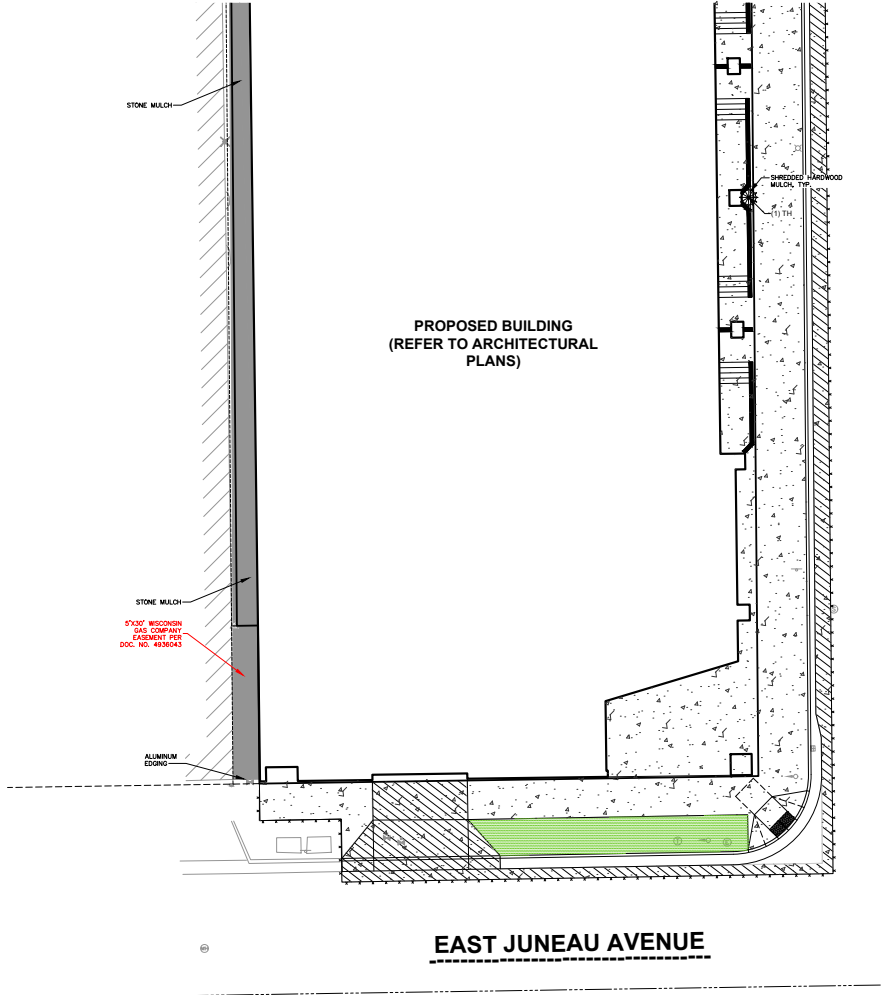 STONE MULCH
SHREDDED HARDWOOD
MULCH, TYP.
(1) TH
PROPOSED BUILDING
(REFER TO ARCHITECTURAL
PLANS)
STONE MULCH
5'X30' WISCONSIN
GAS COMPANY
EASEMENT PER
DOC. NO. 4936043
ALUMINUM
EDGING
EAST JUNEAU AVENUE